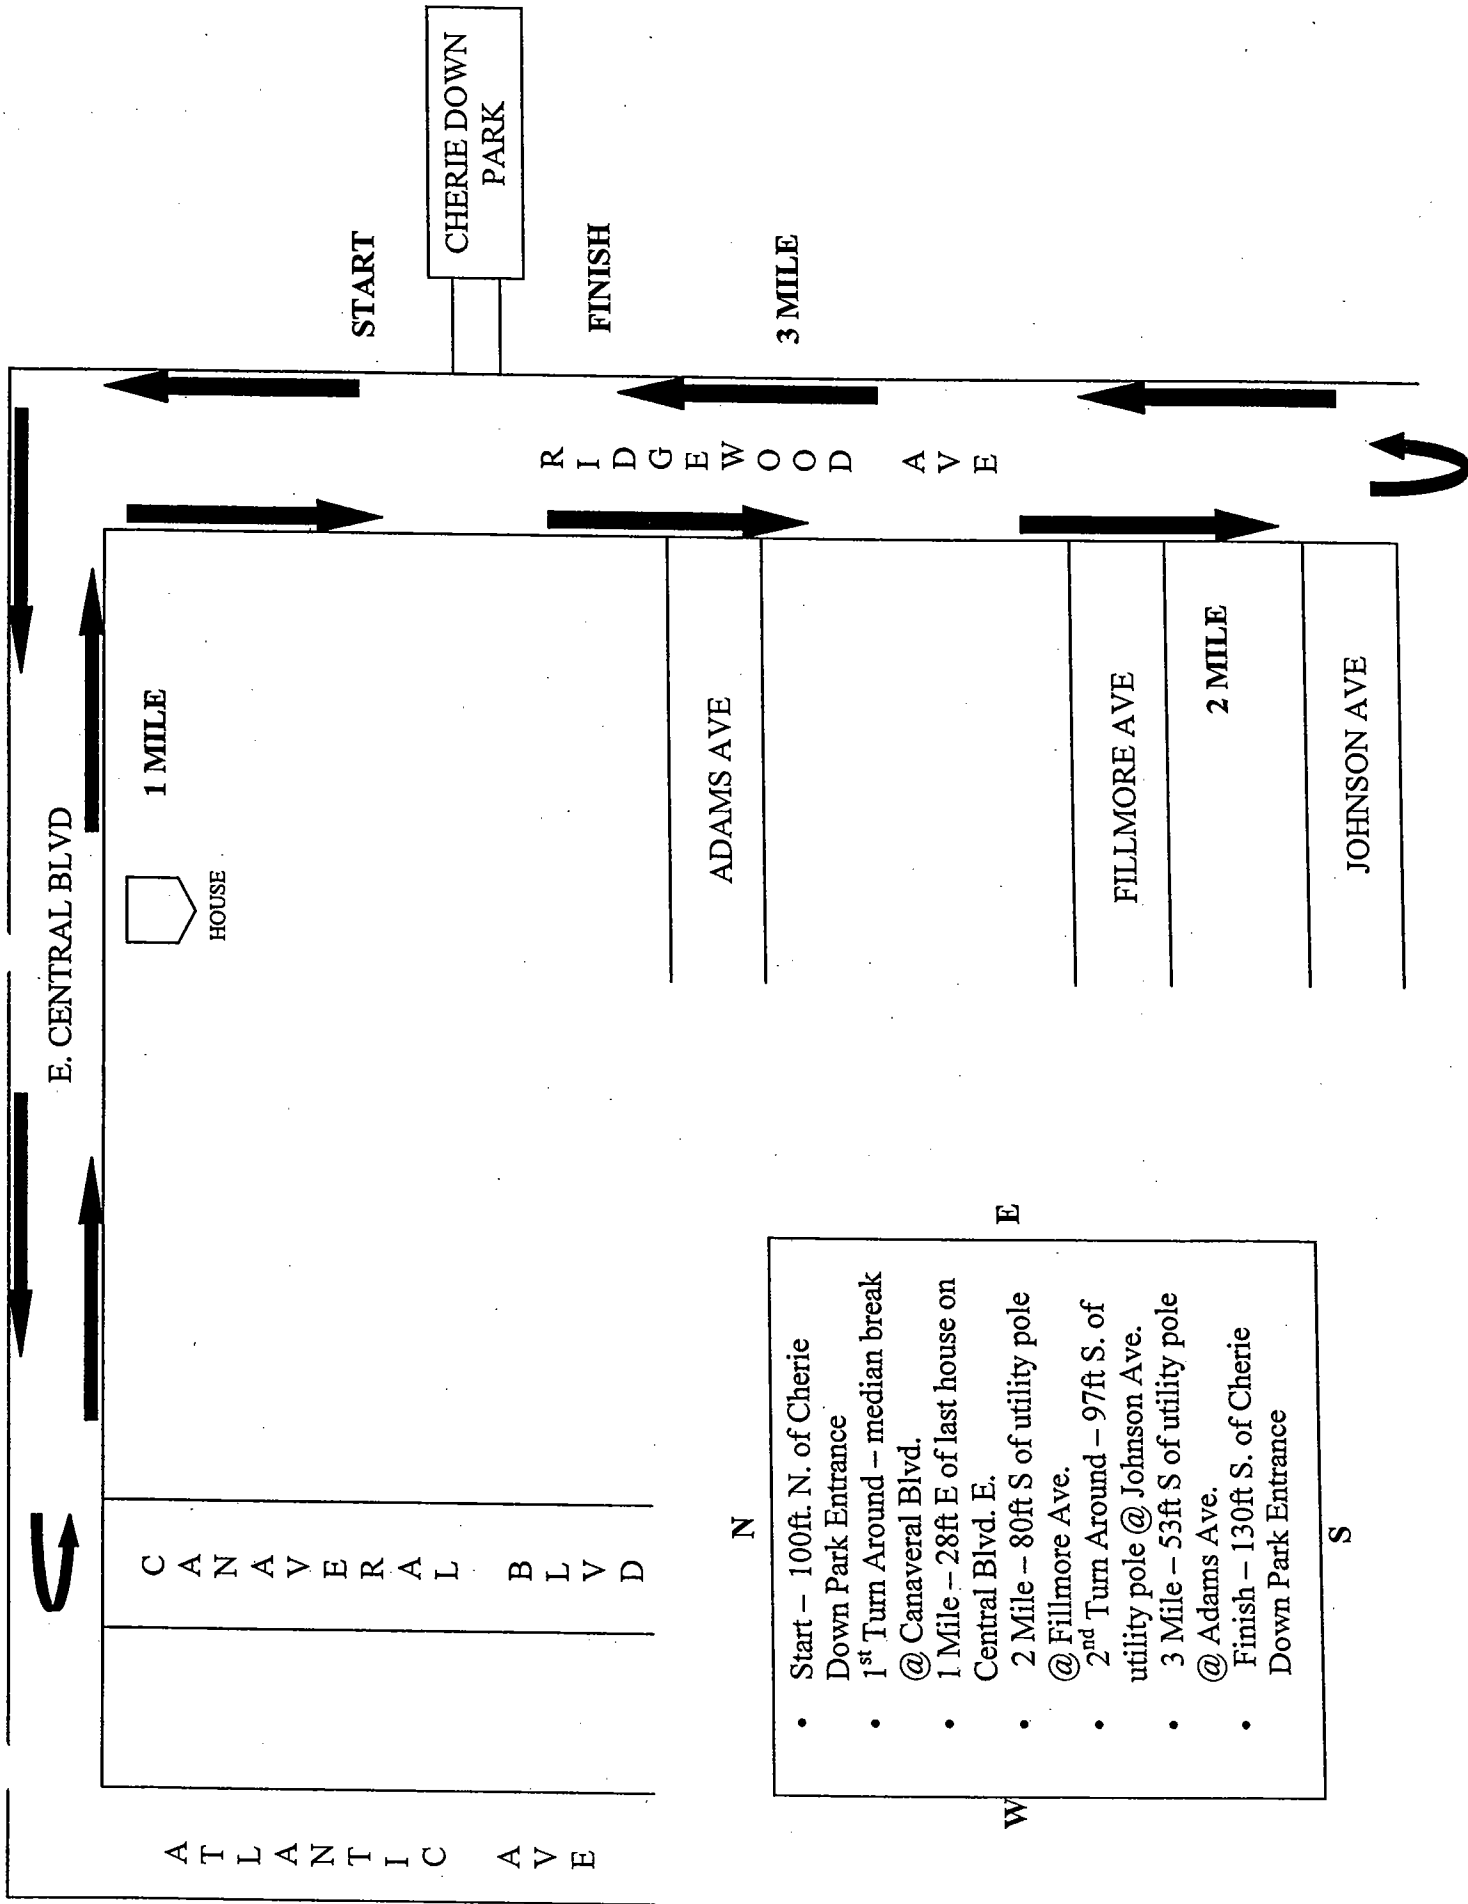 E. CENTRAL BLVD
1 MILE
HOUSE
START
CHERIE DOWN
PARK
FINISH
3 MILE
RIDGEWOOD AVE
ADAMS AVE
FILLMORE AVE
2 MILE
JOHNSON AVE
CANAVERAL BLVD
ATLANTIC AVE
N
W
E
S
• Start – 100ft. N. of Cherie
Down Park Entrance
• 1st Turn Around – median break
@ Canaveral Blvd.
• 1 Mile – 28ft E of last house on
Central Blvd. E.
• 2 Mile – 80ft S of utility pole
@ Fillmore Ave.
• 2nd Turn Around – 97ft S. of
utility pole @ Johnson Ave.
• 3 Mile – 53ft S of utility pole
@ Adams Ave.
• Finish – 130ft S. of Cherie
Down Park Entrance